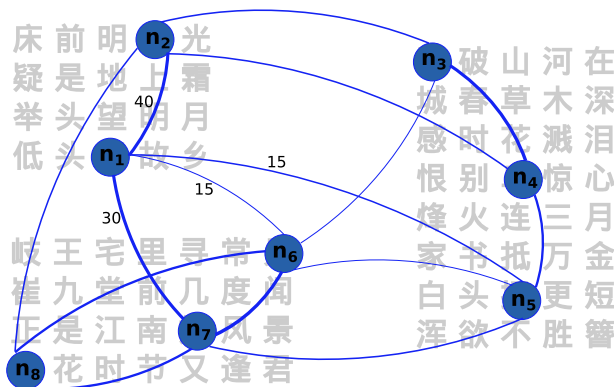 床前明光
疑是地上霜
举头望明月
低头故乡
破山河在
城春草木深
感时花溅泪
恨别惊心
烽火连三月
家书抵万金
白头更短
浑欲不胜簪
岐王宅里寻常
崔九堂前几度闻
正是江南风景
花时节又逢君
n2
n3
40
n1
15
15
n4
30
n6
n5
n7
n8